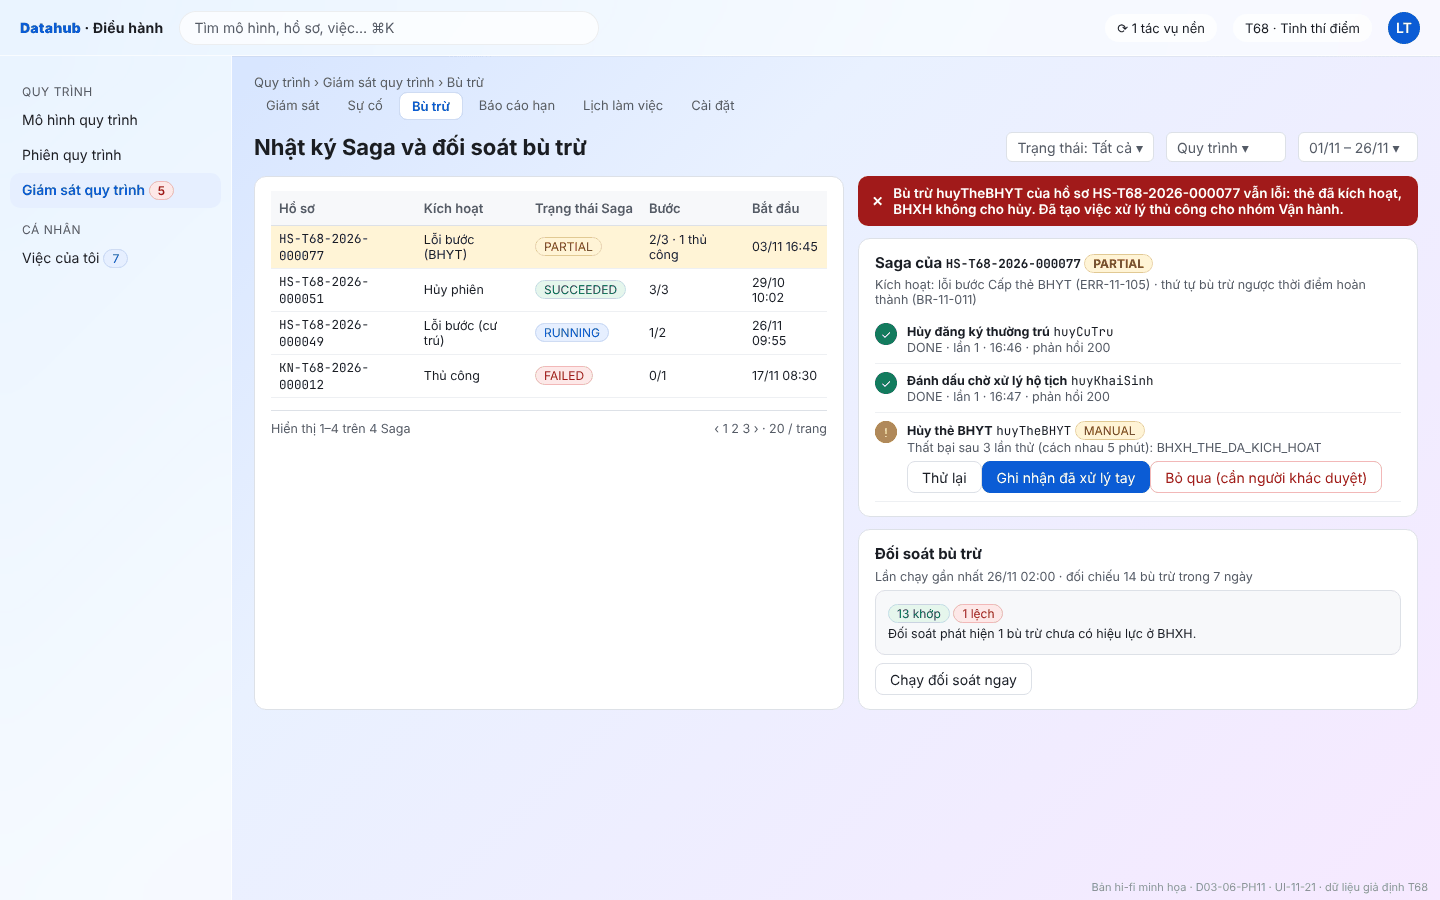 Datahub · Điều hành
Tìm mô hình, hồ sơ, việc... ⌘K
⟳ 1 tác vụ nền
T68 · Tỉnh thí điểm
LT
QUY TRÌNH
Mô hình quy trình
Phiên quy trình
Giám sát quy trình 5
CÁ NHÂN
Việc của tôi 7
Quy trình › Giám sát quy trình › Bù trừ
Giám sát
Sự cố
Bù trừ
Báo cáo hạn
Lịch làm việc
Cài đặt
Nhật ký Saga và đối soát bù trừ
Trạng thái: Tất cả ▾
Quy trình ▾
01/11 – 26/11 ▾
Hồ sơ
Kích hoạt
Trạng thái Saga
Bước
Bắt đầu
HS-T68-2026-
000077
Lỗi bước
(BHYT)
PARTIAL
2/3 · 1 thủ
công
03/11 16:45
HS-T68-2026-
000051
Hủy phiên
SUCCEEDED
3/3
29/10
10:02
HS-T68-2026-
000049
Lỗi bước (cư
trú)
RUNNING
1/2
26/11
09:55
KN-T68-2026-
000012
Thủ công
FAILED
0/1
17/11 08:30
Hiển thị 1–4 trên 4 Saga
‹ 1 2 3 › · 20 / trang
✕ Bù trừ huyTheBHYT của hồ sơ HS-T68-2026-000077 vẫn lỗi: thẻ đã kích hoạt,
BHXH không cho hủy. Đã tạo việc xử lý thủ công cho nhóm Vận hành.
Saga của HS-T68-2026-000077 PARTIAL
Kích hoạt: lỗi bước Cấp thẻ BHYT (ERR-11-105) · thứ tự bù trừ ngược thời điểm hoàn
thành (BR-11-011)
✓ Hủy đăng ký thường trú huyCuTru
DONE · lần 1 · 16:46 · phản hồi 200
✓ Đánh dấu chờ xử lý hộ tịch huyKhaiSinh
DONE · lần 1 · 16:47 · phản hồi 200
! Hủy thẻ BHYT huyTheBHYT MANUAL
Thất bại sau 3 lần thử (cách nhau 5 phút): BHXH_THE_DA_KICH_HOAT
Thử lại
Ghi nhận đã xử lý tay
Bỏ qua (cần người khác duyệt)
Đối soát bù trừ
Lần chạy gần nhất 26/11 02:00 · đối chiếu 14 bù trừ trong 7 ngày
13 khớp 1 lệch
Đối soát phát hiện 1 bù trừ chưa có hiệu lực ở BHXH.
Chạy đối soát ngay
Bản hi-fi minh họa · D03-06-PH11 · UI-11-21 · dữ liệu giả định T68